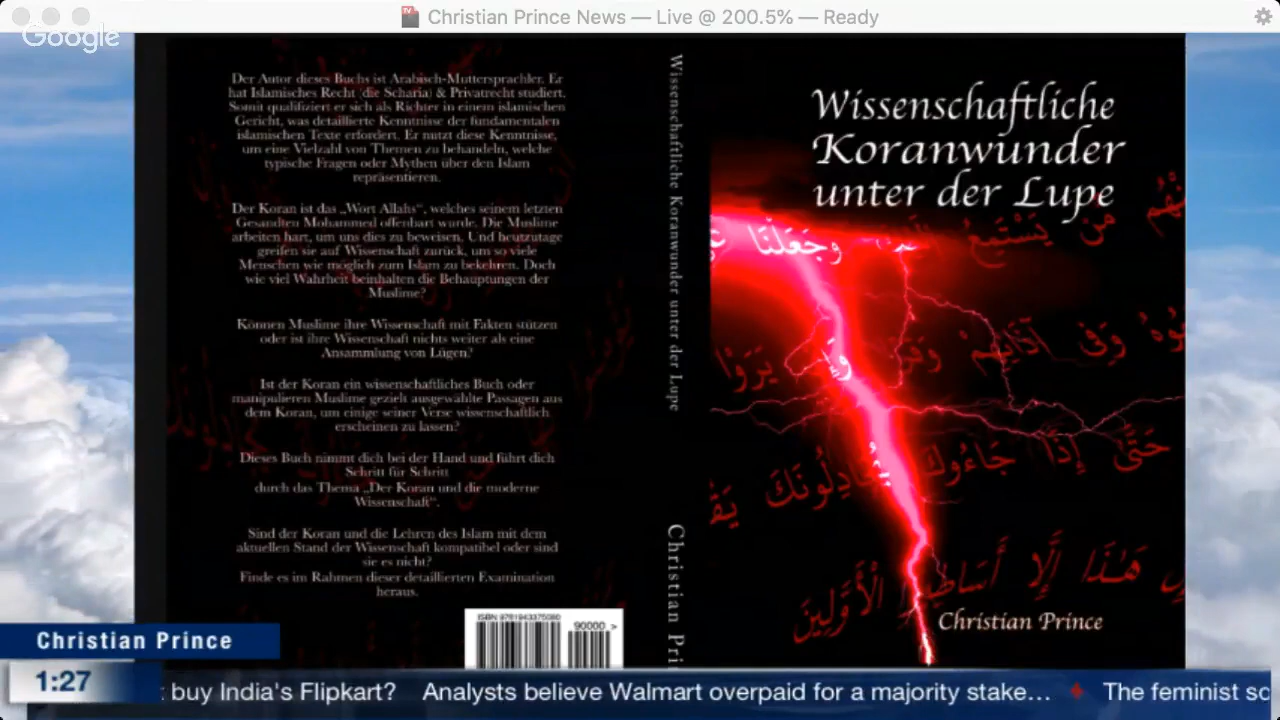 Christian Prince News — Live @ 200.5% — Ready
Google
Der Autor dieses Buchs ist Arabisch-Muttersprachler. Er
hat Islamisches Recht (die Scharia) & Privatrecht studiert.
Somit qualifiziert er sich als Richter in einem islamischen
Gericht, was detaillierte Kenntnisse der fundamentalen
islamischen Texte erfordert. Er nutzt diese Kenntnisse,
um eine Vielzahl von Themen zu behandeln, welche
typische Fragen oder Mythen über den Islam
repräsentieren.
Der Koran ist das „Wort Allahs“, welches seinem letzten
Gesandten Mohammed offenbart wurde. Die Muslime
arbeiten hart, um uns dies zu beweisen. Und heutzutage
greifen sie auf Wissenschaft zurück, um so viele
Menschen wie möglich zum Islam zu bekehren. Doch
wie viel Wahrheit beinhalten die Behauptungen der
Muslime?
Können Muslime ihre Wissenschaft mit Fakten stützen
oder ist ihre Wissenschaft nichts weiter als eine
Ansammlung von Lügen?
Ist der Koran ein wissenschaftliches Buch oder
manipulieren Muslime gezielt ausgewählte Passagen aus
dem Koran, um einige seiner Verse wissenschaftlich
erscheinen zu lassen?
Dieses Buch nimmt dich bei der Hand und führt dich
Schritt für Schritt
durch das Thema „Der Koran und die moderne
Wissenschaft“.
Sind der Koran und die Lehren des Islam mit dem
aktuellen Stand der Wissenschaft kompatibel oder sind
sie es nicht?
Finde es im Rahmen dieser detaillierten Examination
heraus.
ISBN 9781943375080
90000 >
Wissenschaftliche Koranwunder unter der Lupe
Christian Pri
Wissenschaftliche
Koranwunder
unter der Lupe
مَّن يَسْتَمِعُ
وَجَعَلْنَا
ءَاذَانِهِمْ
يَرَوْا
حَتَّىٰ إِذَا جَاءُوكَ يُجَادِلُونَكَ
هَٰذَا إِلَّا أَسَاطِيرُ الْأَوَّلِينَ
Christian Prince
Christian Prince
1:27
buy India's Flipkart? Analysts believe Walmart overpaid for a majority stake... ♦ The feminist sc